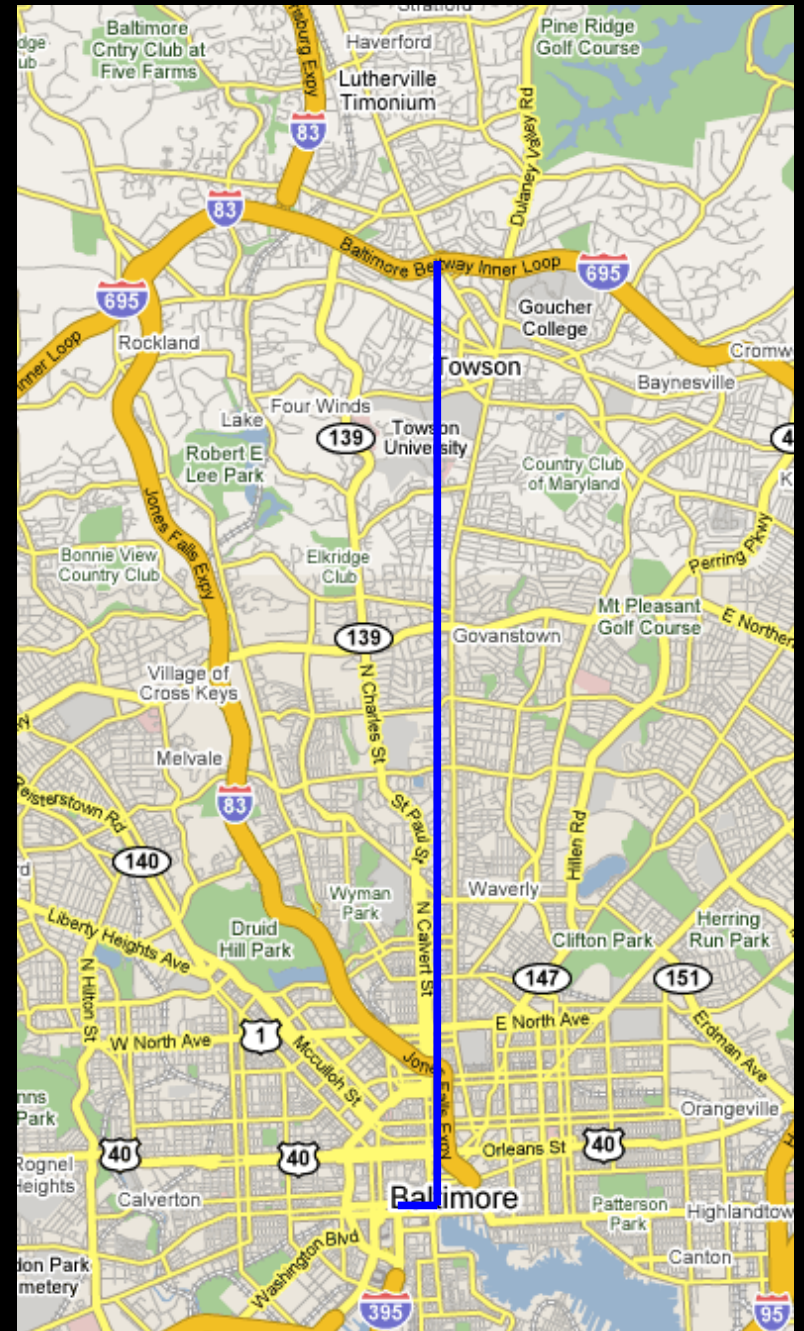 Stratford
Baltimore
Cntry Club at
Five Farms
Haverford
Pine Ridge
Golf Course
Lutherville
Timonium
83
Dulaney Valley Rd
83
Baltimore Beltway Inner Loop
695
695
Goucher
College
Inner Loop
Rockland
Towson
Baynesville
Four Winds
Lake
139
Towson
University
Robert E
Lee Park
Country Club
of Maryland
Jones Falls Expy
Bonnie View
Country Club
Elkridge
Club
Perring Pkwy
Mt Pleasant
Golf Course
139
Govanstown
Village of
Cross Keys
N Charles St
Melvale
83
Reisterstown Rd
St Paul St
Hillen Rd
140
Wyman
Park
Waverly
Liberty Heights Ave
Druid
Hill Park
N Calvert St
Clifton Park
Herring
Run Park
N Hilton St
147
151
1
W North Ave
E North Ave
Mcculloh St
Jones Falls Expy
Erdman Ave
Park
Orangeville
40
40
Orleans St
40
Calverton
Baltimore
Patterson
Park
Highlandtow
Washington Blvd
Canton
395
95